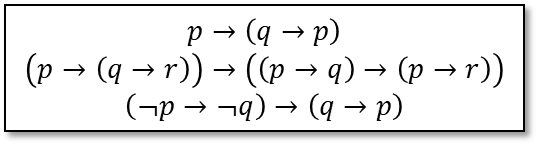 𝑝 → (𝑞 → 𝑝)
(𝑝 → (𝑞 → 𝑟)) → ((𝑝 → 𝑞) → (𝑝 → 𝑟))
(¬𝑝 → ¬𝑞) → (𝑞 → 𝑝)